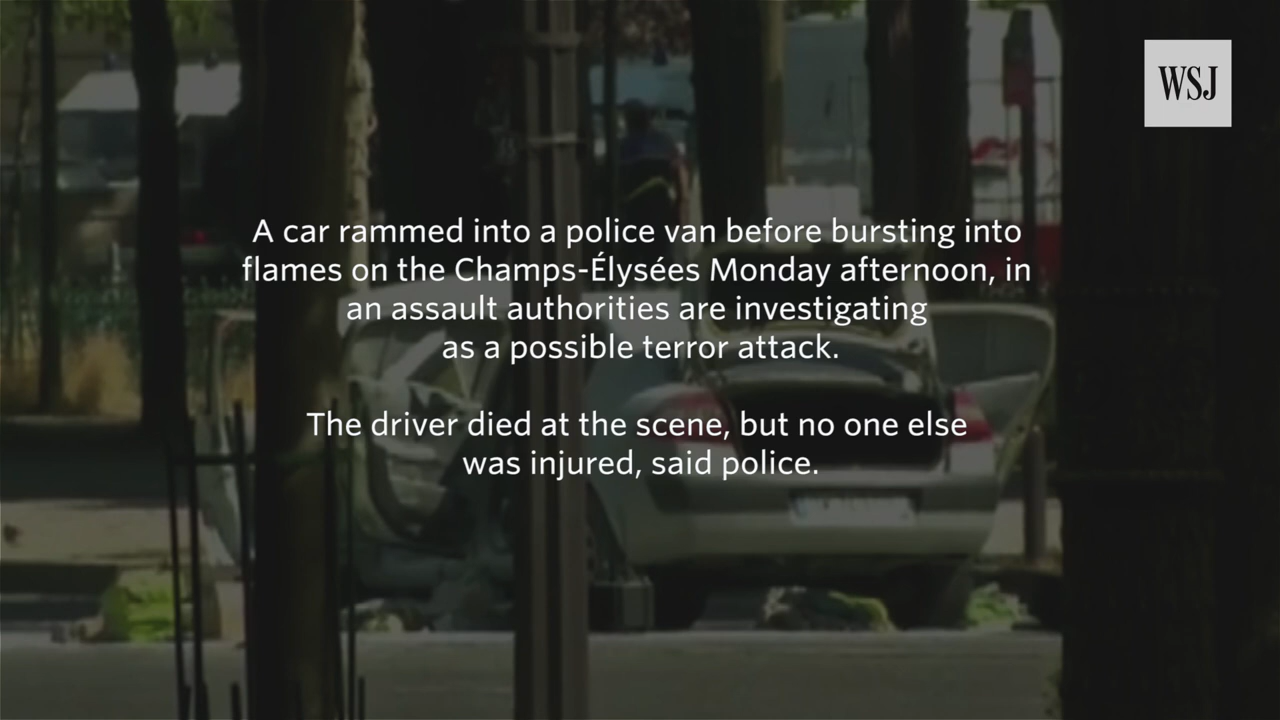 WSJ
A car rammed into a police van before bursting into
flames on the Champs-Élysées Monday afternoon, in
an assault authorities are investigating
as a possible terror attack.
The driver died at the scene, but no one else
was injured, said police.